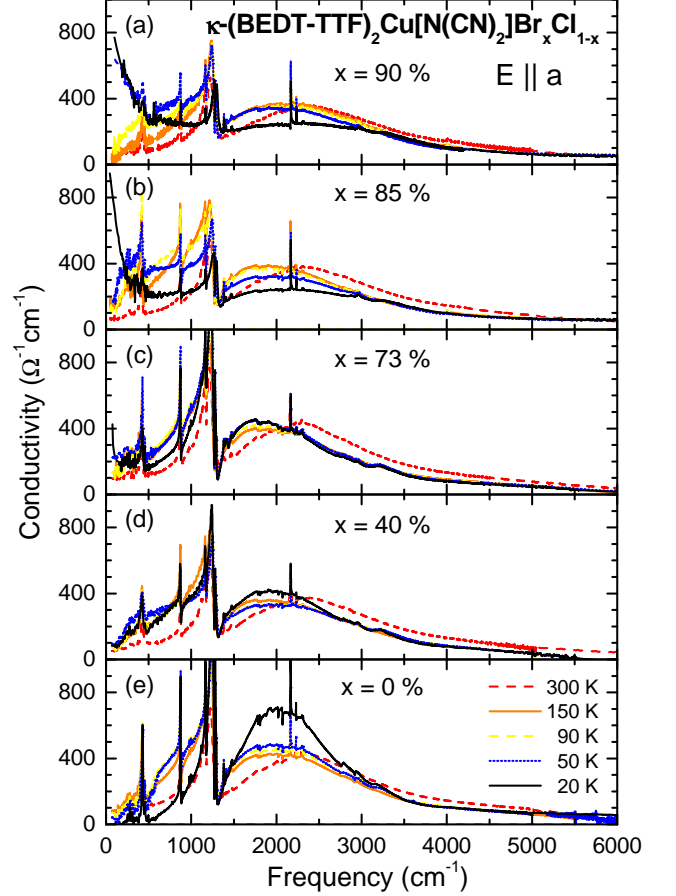 κ-(BEDT-TTF)₂Cu[N(CN)₂]BrₓCl₁₋ₓ
(a)
x = 90 %
E || a
800
400
0
(b)
x = 85 %
800
400
0
(c)
x = 73 %
800
400
0
(d)
x = 40 %
800
400
0
(e)
x = 0 %
800
400
0
300 K
150 K
90 K
50 K
20 K
0 1000 2000 3000 4000 5000 6000
Frequency (cm⁻¹)
Conductivity (Ω⁻¹cm⁻¹)